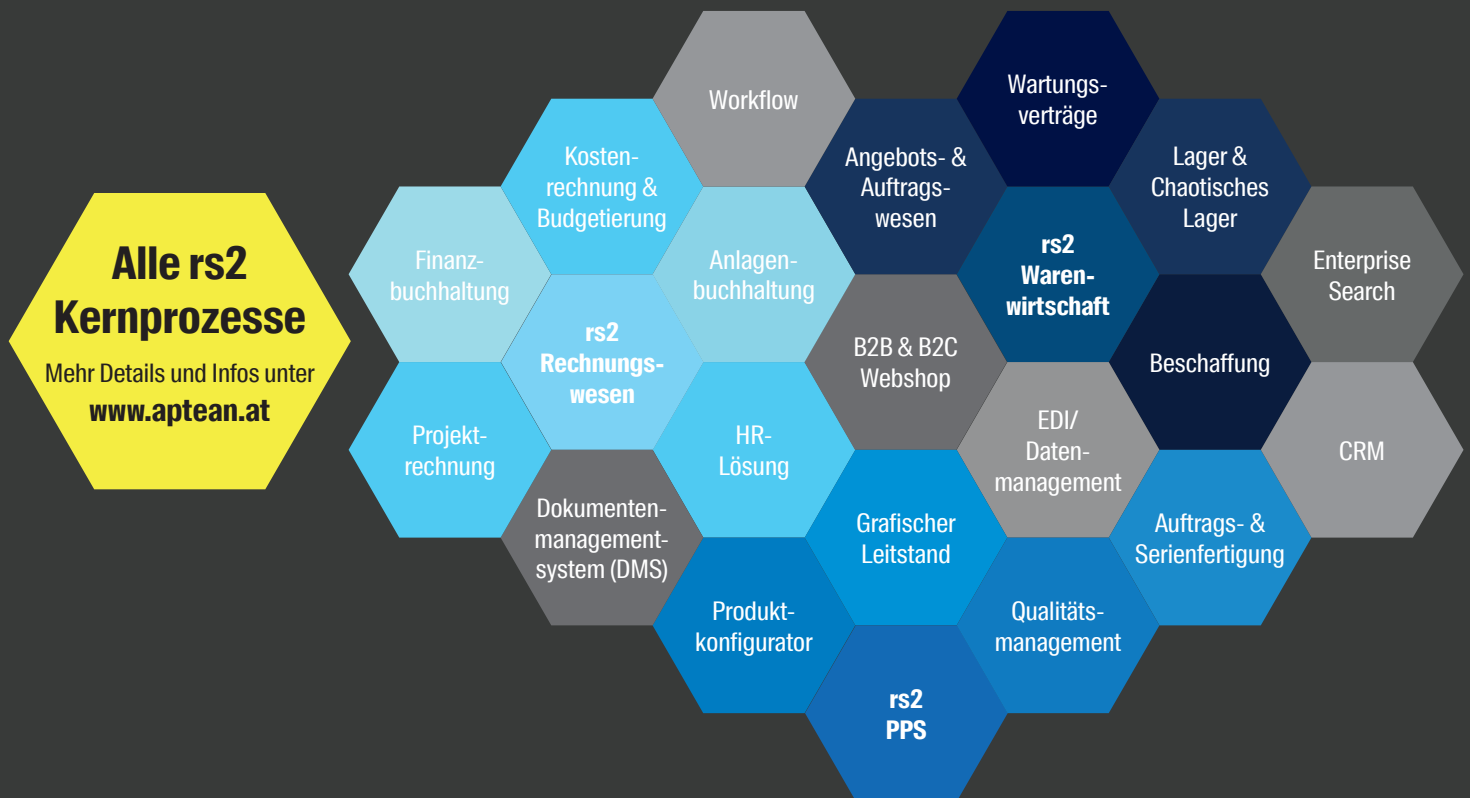 Alle rs2
Kernprozesse
Mehr Details und Infos unter
www.aptean.at
Finanz-
buchhaltung
Projekt-
rechnung
Kosten-
rechnung &
Budgetierung
rs2
Rechnungs-
wesen
Dokumenten-
management-
system (DMS)
Workflow
Anlagen-
buchhaltung
HR-
Lösung
Produkt-
konfigurator
Angebots- &
Auftrags-
wesen
B2B & B2C
Webshop
Grafischer
Leitstand
rs2
PPS
Wartungs-
verträge
rs2
Waren-
wirtschaft
EDI/
Daten-
management
Qualitäts-
management
Lager &
Chaotisches
Lager
Beschaffung
Auftrags- &
Serienfertigung
Enterprise
Search
CRM